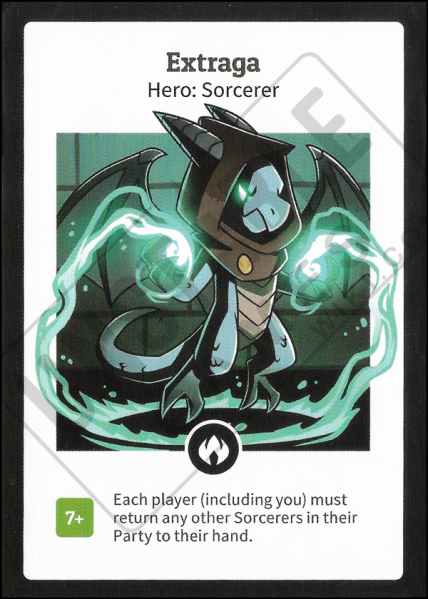 Extraga
Hero: Sorcerer
7+
Each player (including you) must
return any other Sorcerers in their
Party to their hand.